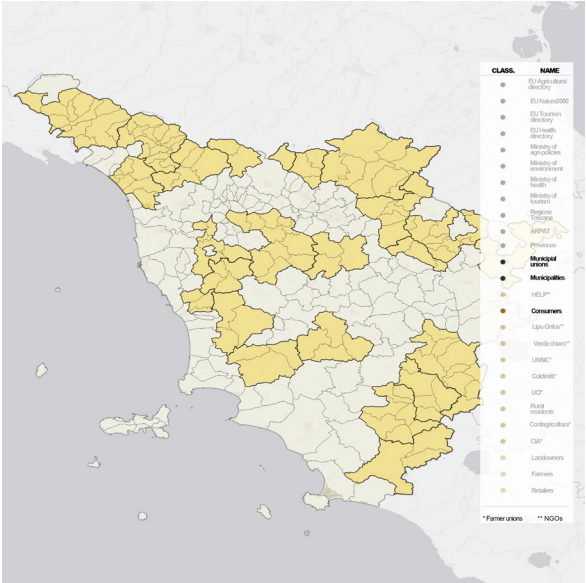 CLASS. NAME
EU Agricultural
directory
EU Natura2000
EU Tourism
directory
EU Health
directory
Ministry of
agri-policies
Ministry of
environment
Ministry of
health
Ministry of
tourism
Regione
Toscana
ARPAT
Provinces
Municipial
unions
Municipalities
HELP**
Consumers
Lipu Onlus**
Verde chiaro**
UNSIC*
Coldiretti*
UCI*
Rural
residents
Confagricoltura*
CIA*
Landowners
Farmers
Retailers
* Farmer unions ** NGOs